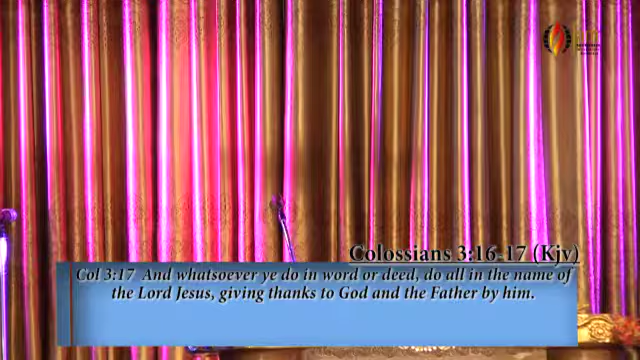 Colossians 3:16-17 (Kjv)
Col 3:17 And whatsoever ye do in word or deed, do all in the name of
the Lord Jesus, giving thanks to God and the Father by him.